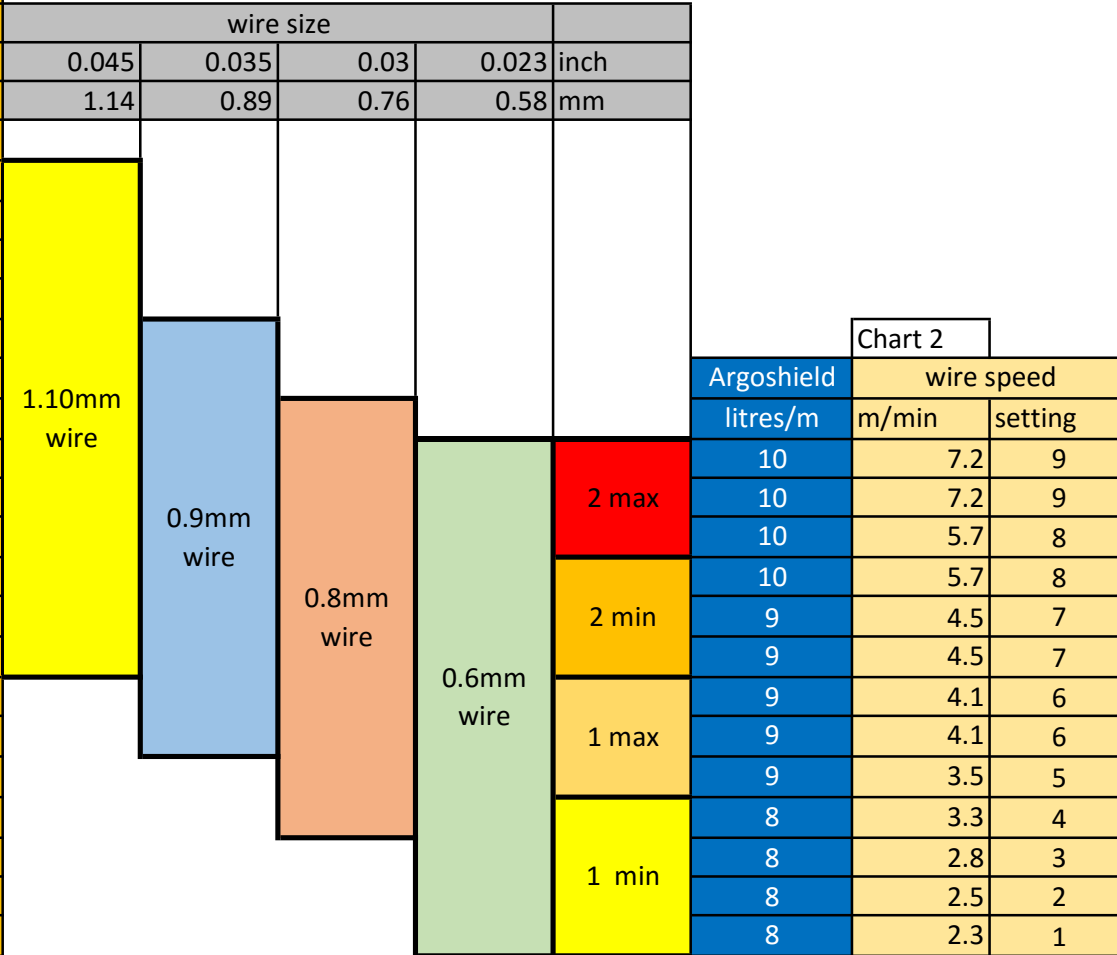 wire size
0.045 0.035 0.03 0.023 inch
1.14 0.89 0.76 0.58 mm
Chart 2
Argoshield wire speed
litres/m m/min setting
1.10mm
wire
0.9mm
wire
0.8mm
wire
0.6mm
wire
2 max
2 min
1 max
1 min
10 7.2 9
10 7.2 9
10 5.7 8
10 5.7 8
9 4.5 7
9 4.5 7
9 4.1 6
9 4.1 6
9 3.5 5
8 3.3 4
8 2.8 3
8 2.5 2
8 2.3 1